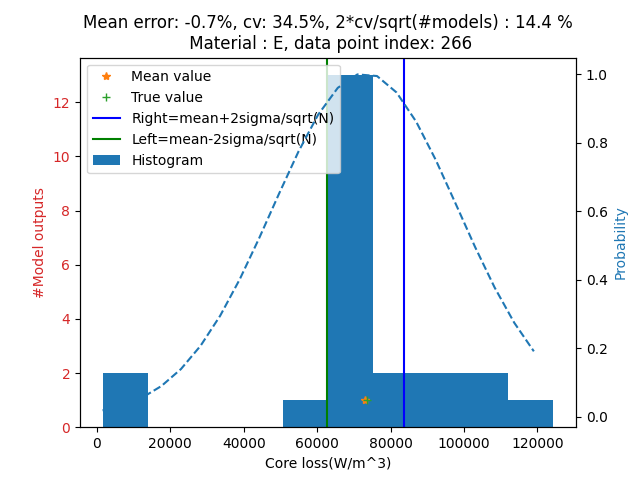 Mean error: -0.7%, cv: 34.5%, 2*cv/sqrt(#models) : 14.4 %
Material : E, data point index: 266
Mean value
True value
Right=mean+2sigma/sqrt(N)
Left=mean-2sigma/sqrt(N)
Histogram
#Model outputs
12
10
8
6
4
2
0
1.0
0.8
0.6
0.4
0.2
0.0
Probability
0 20000 40000 60000 80000 100000 120000
Core loss(W/m^3)